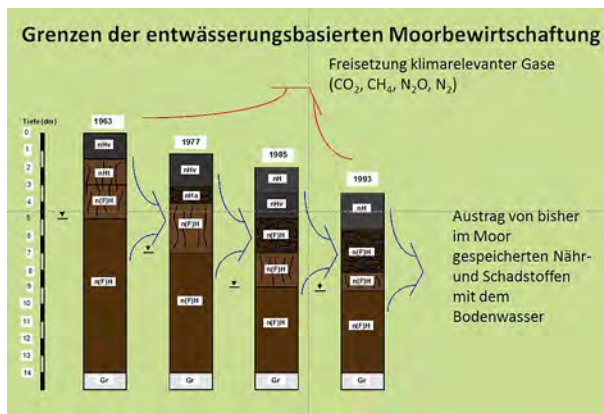 Grenzen der entwässerungsbasierten Moorbewirtschaftung
Freisetzung klimarelevanter Gase
(CO₂, CH₄, N₂O, N₂)
Tiefe(dm)
0
1
2
3
4
5
6
7
8
9
10
11
12
13
14
1963
nHv
nHt
n(F)H
n(F)H
Gr
1977
nHv
nHa
n(F)H
n(F)H
Gr
1985
nH
nHv
n(F)H
n(F)H
n(F)H
Gr
1993
nH
n(F)H
n(F)H
n(F)H
Gr
Austrag von bisher
im Moor
gespeicherten Nähr-
und Schadstoffen
mit dem
Bodenwasser